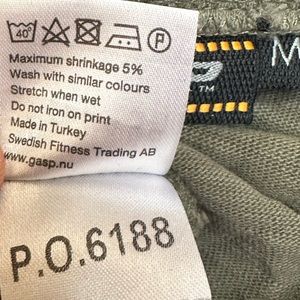 40°
P
Maximum shrinkage 5%
Wash with similar colours
Stretch when wet
Do not iron on print
Made in Turkey
Swedish Fitness Trading AB
www.gasp.nu
P.O.6188
TM
M